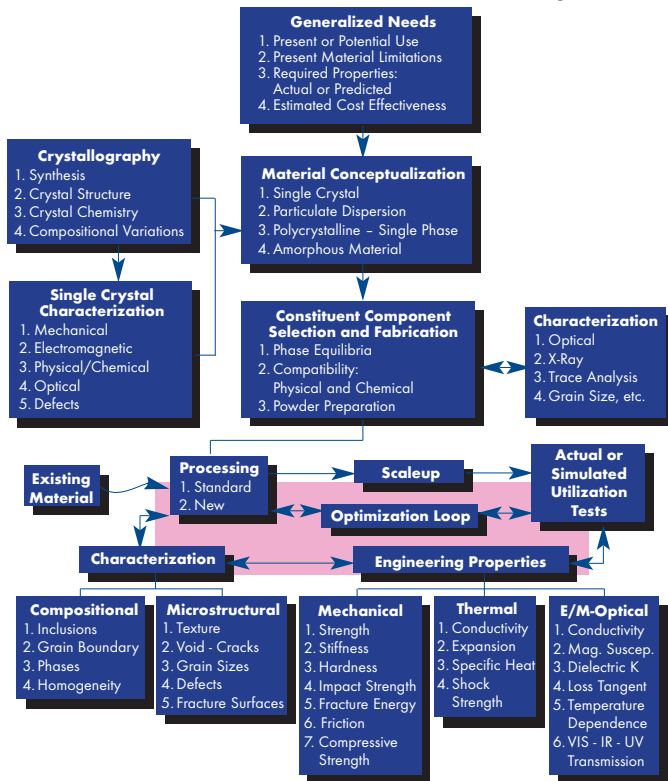 Generalized Needs
1. Present or Potential Use
2. Present Material Limitations
3. Required Properties:
Actual or Predicted
4. Estimated Cost Effectiveness
Crystallography
1. Synthesis
2. Crystal Structure
3. Crystal Chemistry
4. Compositional Variations
Material Conceptualization
1. Single Crystal
2. Particulate Dispersion
3. Polycrystalline – Single Phase
4. Amorphous Material
Single Crystal
Characterization
1. Mechanical
2. Electromagnetic
3. Physical/Chemical
4. Optical
5. Defects
Constituent Component
Selection and Fabrication
1. Phase Equilibria
2. Compatibility:
Physical and Chemical
3. Powder Preparation
Characterization
1. Optical
2. X-Ray
3. Trace Analysis
4. Grain Size, etc.
Existing
Material
Processing
1. Standard
2. New
Scaleup
Actual or
Simulated
Utilization
Tests
Optimization Loop
Characterization
Engineering Properties
Compositional
1. Inclusions
2. Grain Boundary
3. Phases
4. Homogeneity
Microstructural
1. Texture
2. Void - Cracks
3. Grain Sizes
4. Defects
5. Fracture Surfaces
Mechanical
1. Strength
2. Stiffness
3. Hardness
4. Impact Strength
5. Fracture Energy
6. Friction
7. Compressive
Strength
Thermal
1. Conductivity
2. Expansion
3. Specific Heat
4. Shock
Strength
E/M-Optical
1. Conductivity
2. Mag. Suscep.
3. Dielectric K
4. Loss Tangent
5. Temperature
Dependence
6. VIS - IR - UV
Transmission